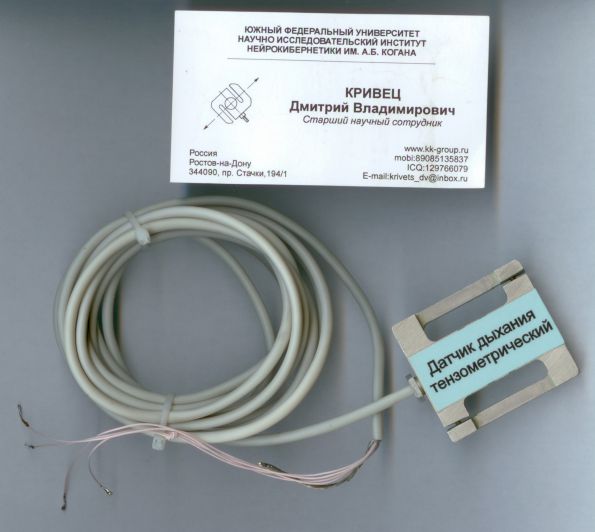 ЮЖНЫЙ ФЕДЕРАЛЬНЫЙ УНИВЕРСИТЕТ
НАУЧНО ИССЛЕДОВАТЕЛЬСКИЙ ИНСТИТУТ
НЕЙРОКИБЕРНЕТИКИ ИМ. А.Б. КОГАНА
КРИВЕЦ
Дмитрий Владимирович
Старший научный сотрудник
Россия
Ростов-на-Дону
344090, пр. Стачки,194/1
www.kk-group.ru
mobi:89085135837
ICQ:129766079
E-mail:krivets_dv@inbox.ru
Датчик дыхания
тензометрический